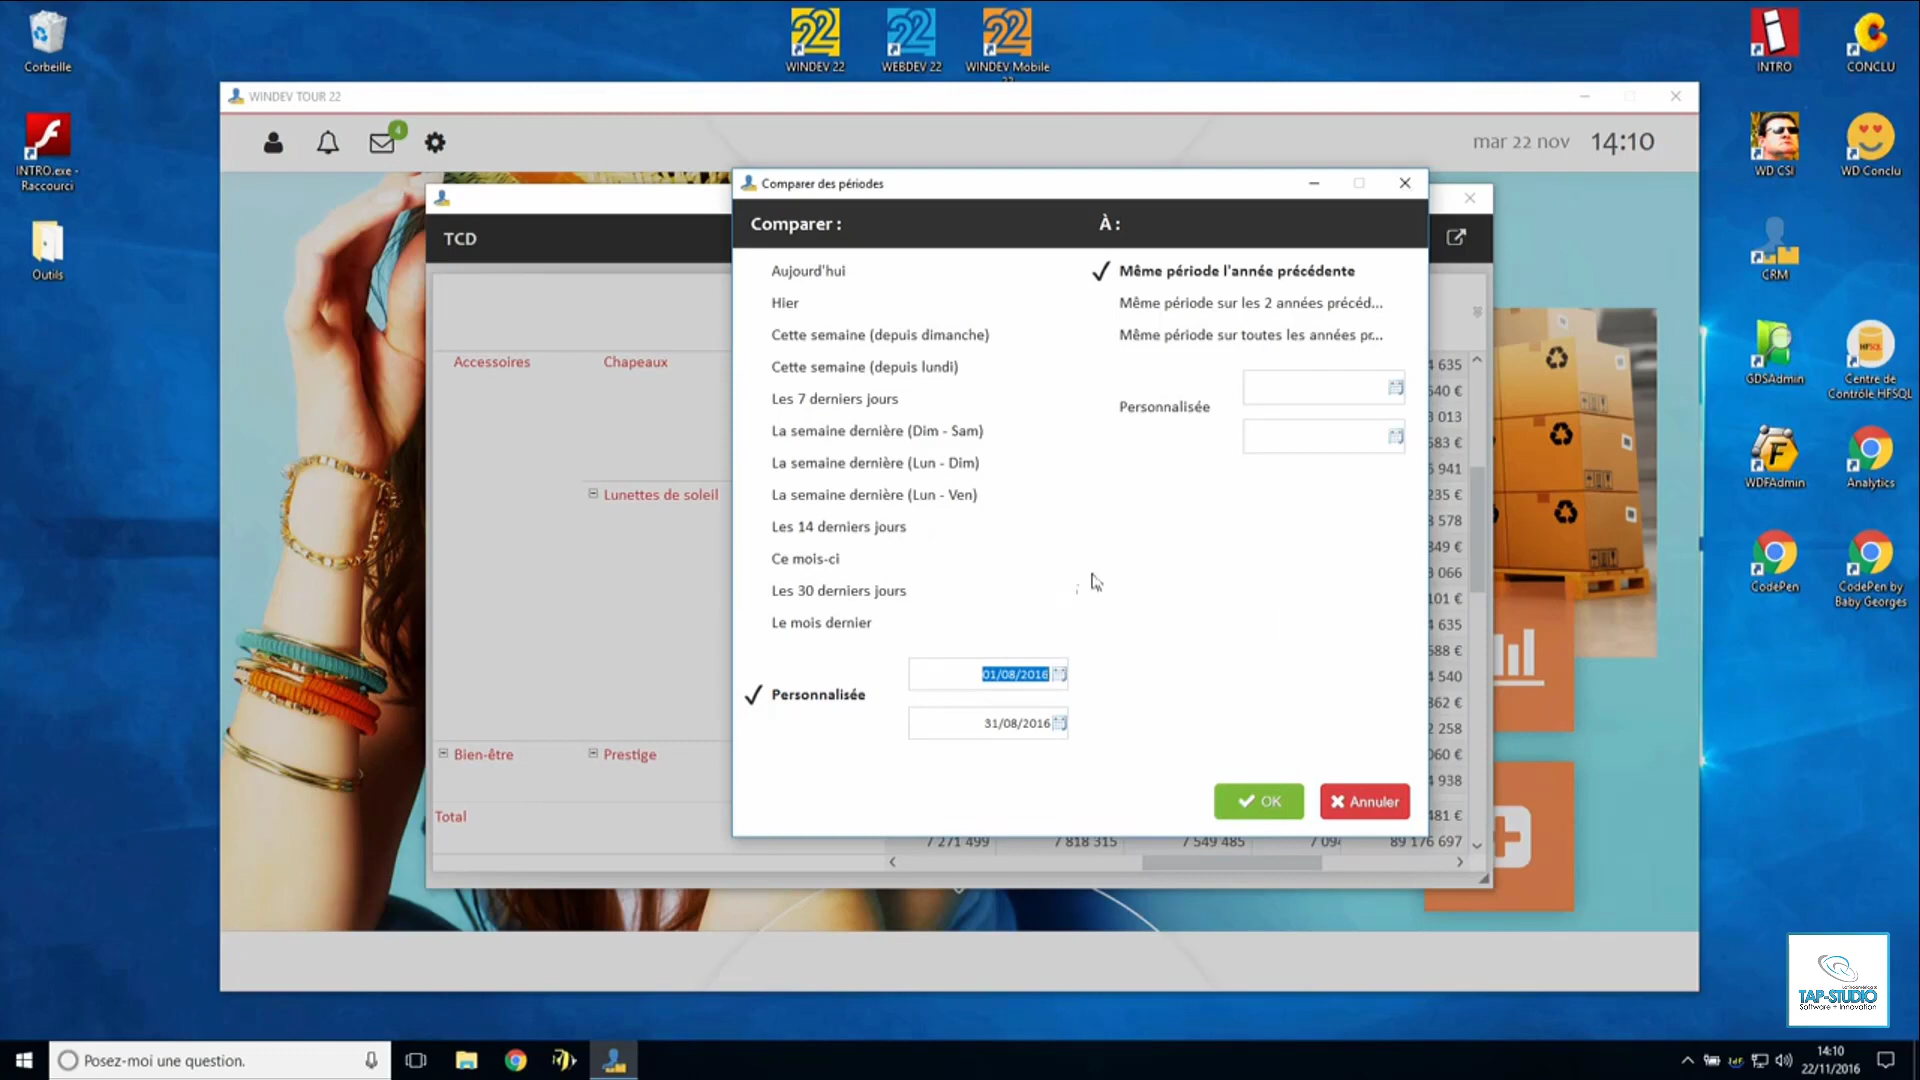 Corbeille
WINDEV 22
WEBDEV 22
WINDEV Mobile
INTRO
CONCLU
INTRO.exe -
Raccourci
Outils
WD CSI
WD Conclu
CRM
GDSAdmin
Centre de
Contrôle HFSQL
HFSQL
WDFAdmin
Analytics
CodePen
CodePen by
Baby Georges
WINDEV TOUR 22
4
mar 22 nov 14:10
TCD
Accessoires
Chapeaux
Lunettes de soleil
Bien-être
Prestige
Total
Comparer des périodes
Comparer :
À :
Aujourd'hui
Hier
Cette semaine (depuis dimanche)
Cette semaine (depuis lundi)
Les 7 derniers jours
La semaine dernière (Dim - Sam)
La semaine dernière (Lun - Dim)
La semaine dernière (Lun - Ven)
Les 14 derniers jours
Ce mois-ci
Les 30 derniers jours
Le mois dernier
Personnalisée
01/08/2016
31/08/2016
Même période l'année précédente
Même période sur les 2 années précéd...
Même période sur toutes les années pr...
Personnalisée
OK
Annuler
7 271 499
7 818 315
7 549 485
89 176 697
Posez-moi une question.
14:10
22/11/2016
TAP-STUDIO
Software + Innovation